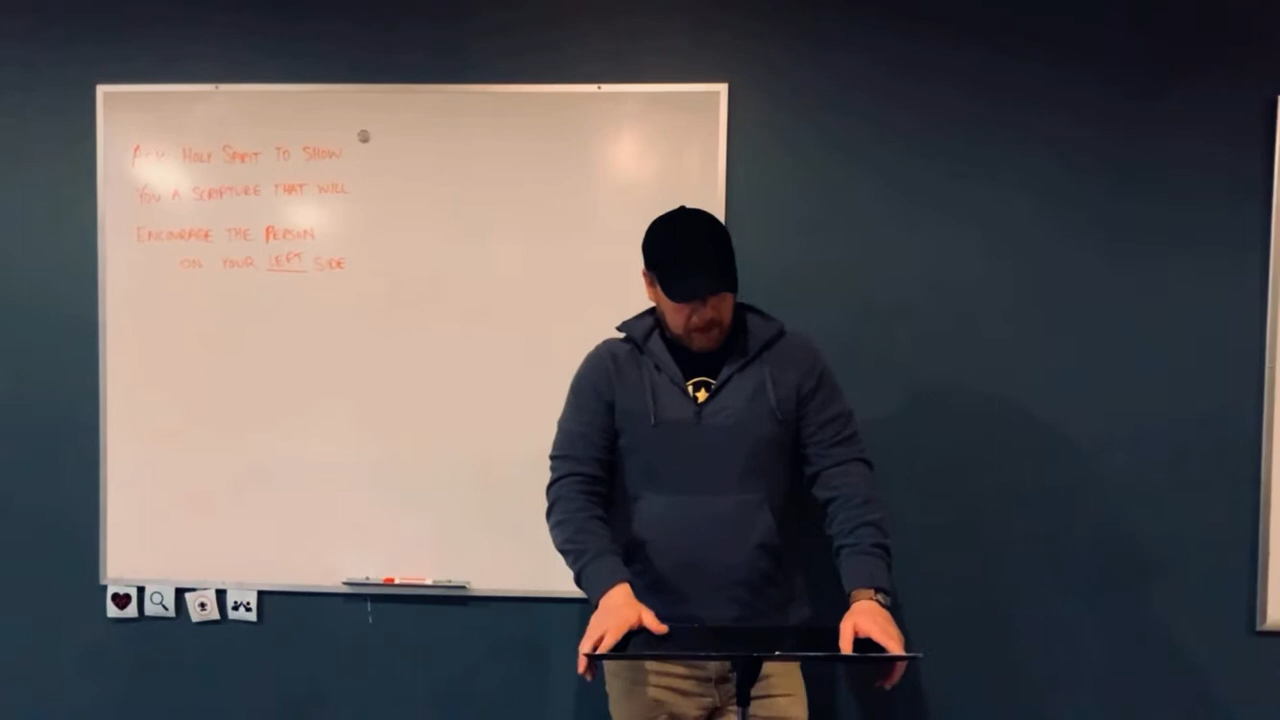 ASK HOLY SPIRIT TO SHOW
YOU A SCRIPTURE THAT WILL
ENCOURAGE THE PERSON
ON YOUR LEFT SIDE